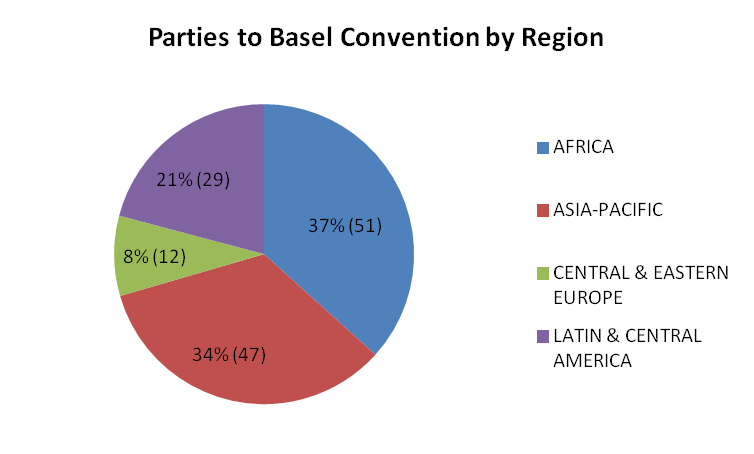 Parties to Basel Convention by Region
21% (29)
37% (51)
8% (12)
34% (47)
AFRICA
ASIA-PACIFIC
CENTRAL & EASTERN
EUROPE
LATIN & CENTRAL
AMERICA